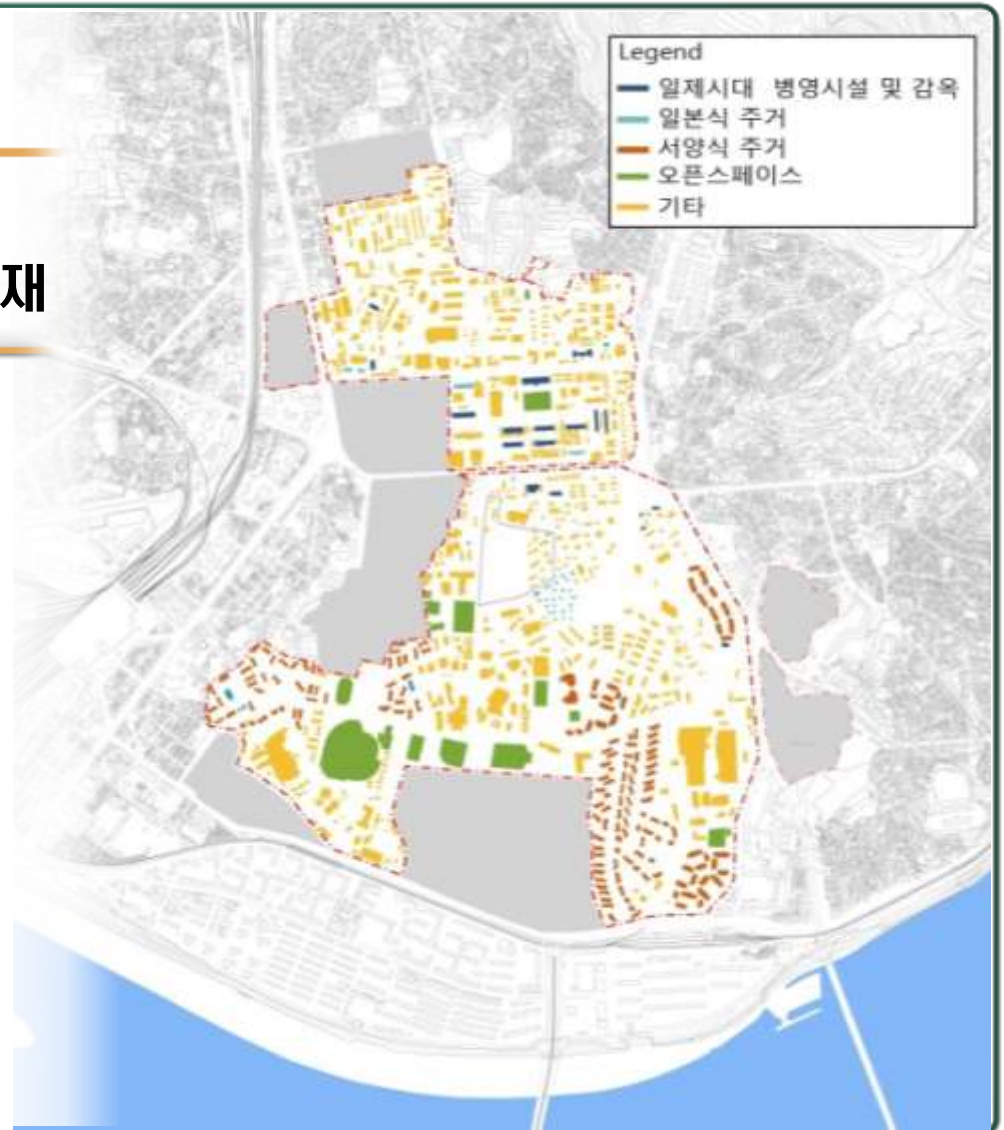 재
Legend
일제시대 병영시설 및 감옥
일본식 주거
서양식 주거
오픈스페이스
기타